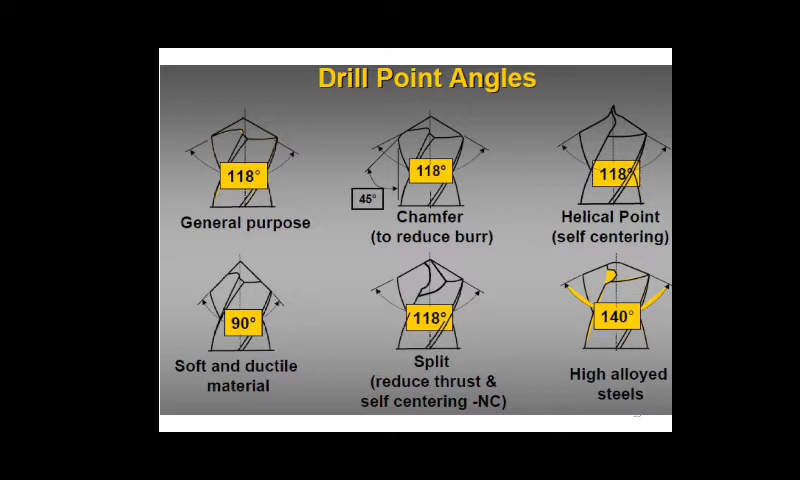 Drill Point Angles
118°
General purpose
118°
45°
Chamfer
(to reduce burr)
118°
Helical Point
(self centering)
90°
Soft and ductile
material
118°
Split
(reduce thrust &
self centering -NC)
140°
High alloyed
steels